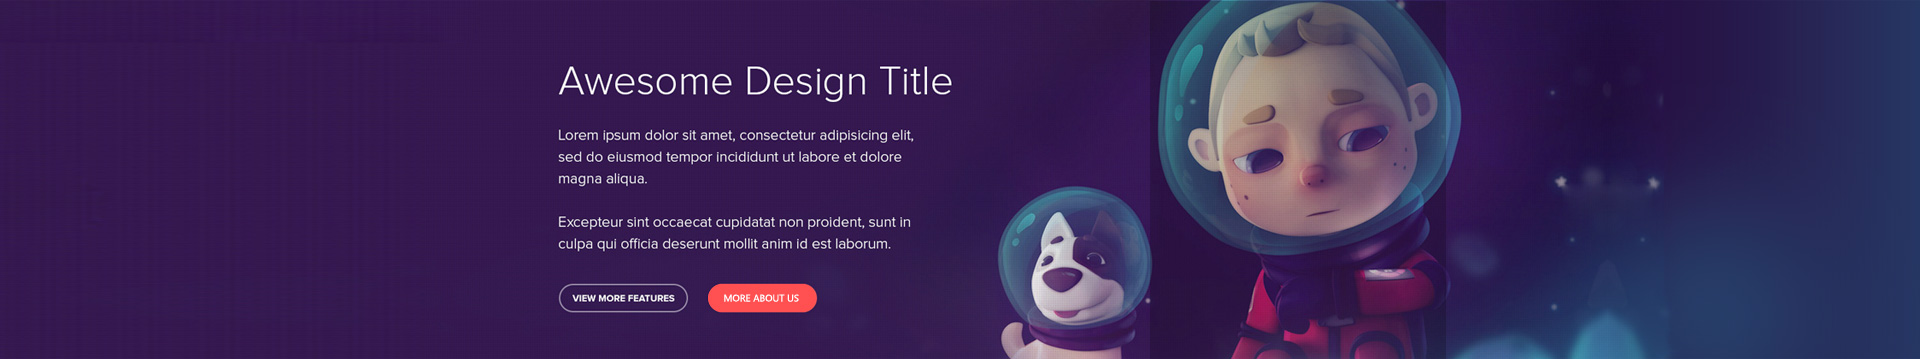 Awesome Design Title
Lorem ipsum dolor sit amet, consectetur adipisicing elit,
sed do eiusmod tempor incididunt ut labore et dolore
magna aliqua.
Excepteur sint occaecat cupidatat non proident, sunt in
culpa qui officia deserunt mollit anim id est laborum.
VIEW MORE FEATURES
MORE ABOUT US